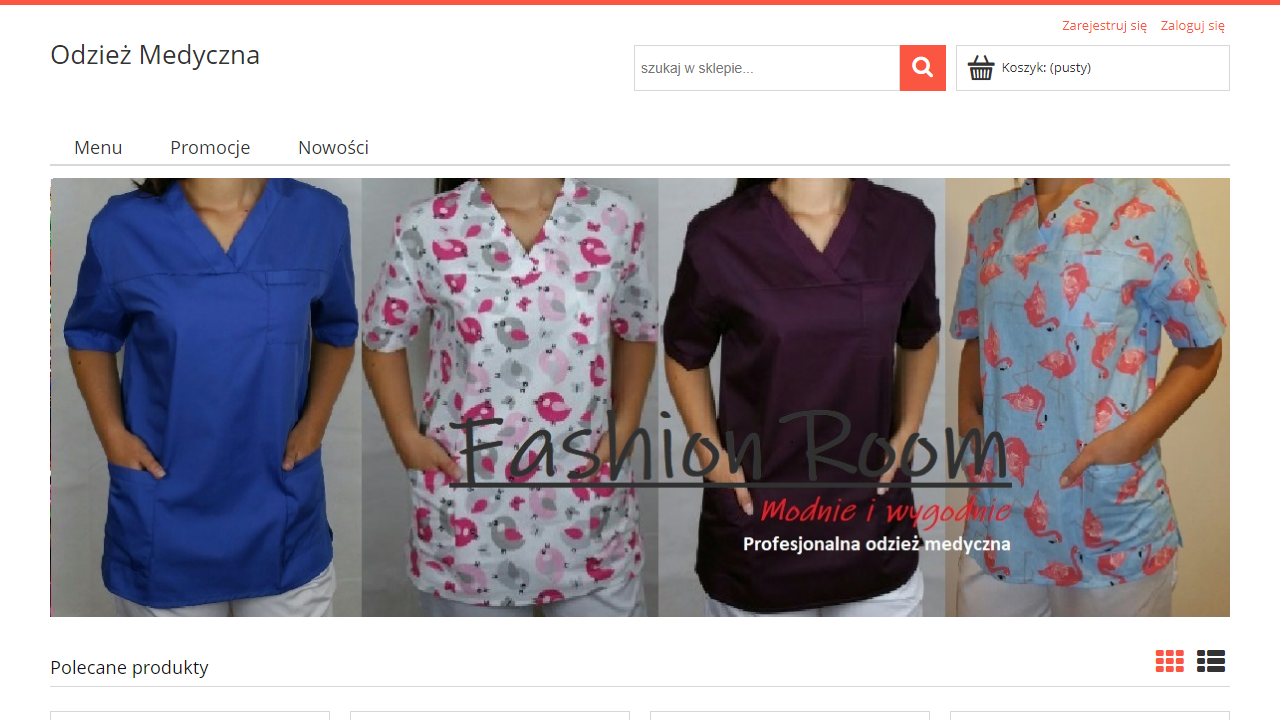 Zarejestruj się Zaloguj się
Odzież Medyczna
szukaj w sklepie...
Koszyk: (pusty)
Menu Promocje Nowości
Fashion Room
Modnie i wygodnie
Profesjonalna odzież medyczna
Polecane produkty